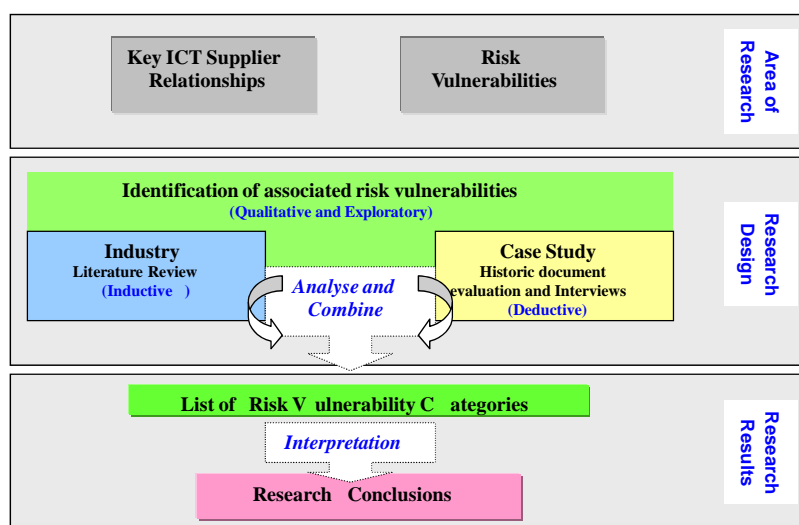 Key ICT Supplier
Relationships
Risk
Vulnerabilities
Area of
Research
Identification of associated risk vulnerabilities
(Qualitative and Exploratory)
Industry
Literature Review
(Inductive )
Analyse and
Combine
Case Study
Historic document
evaluation and Interviews
(Deductive)
Research
Design
List of Risk V ulnerability C ategories
Interpretation
Research Conclusions
Research
Results